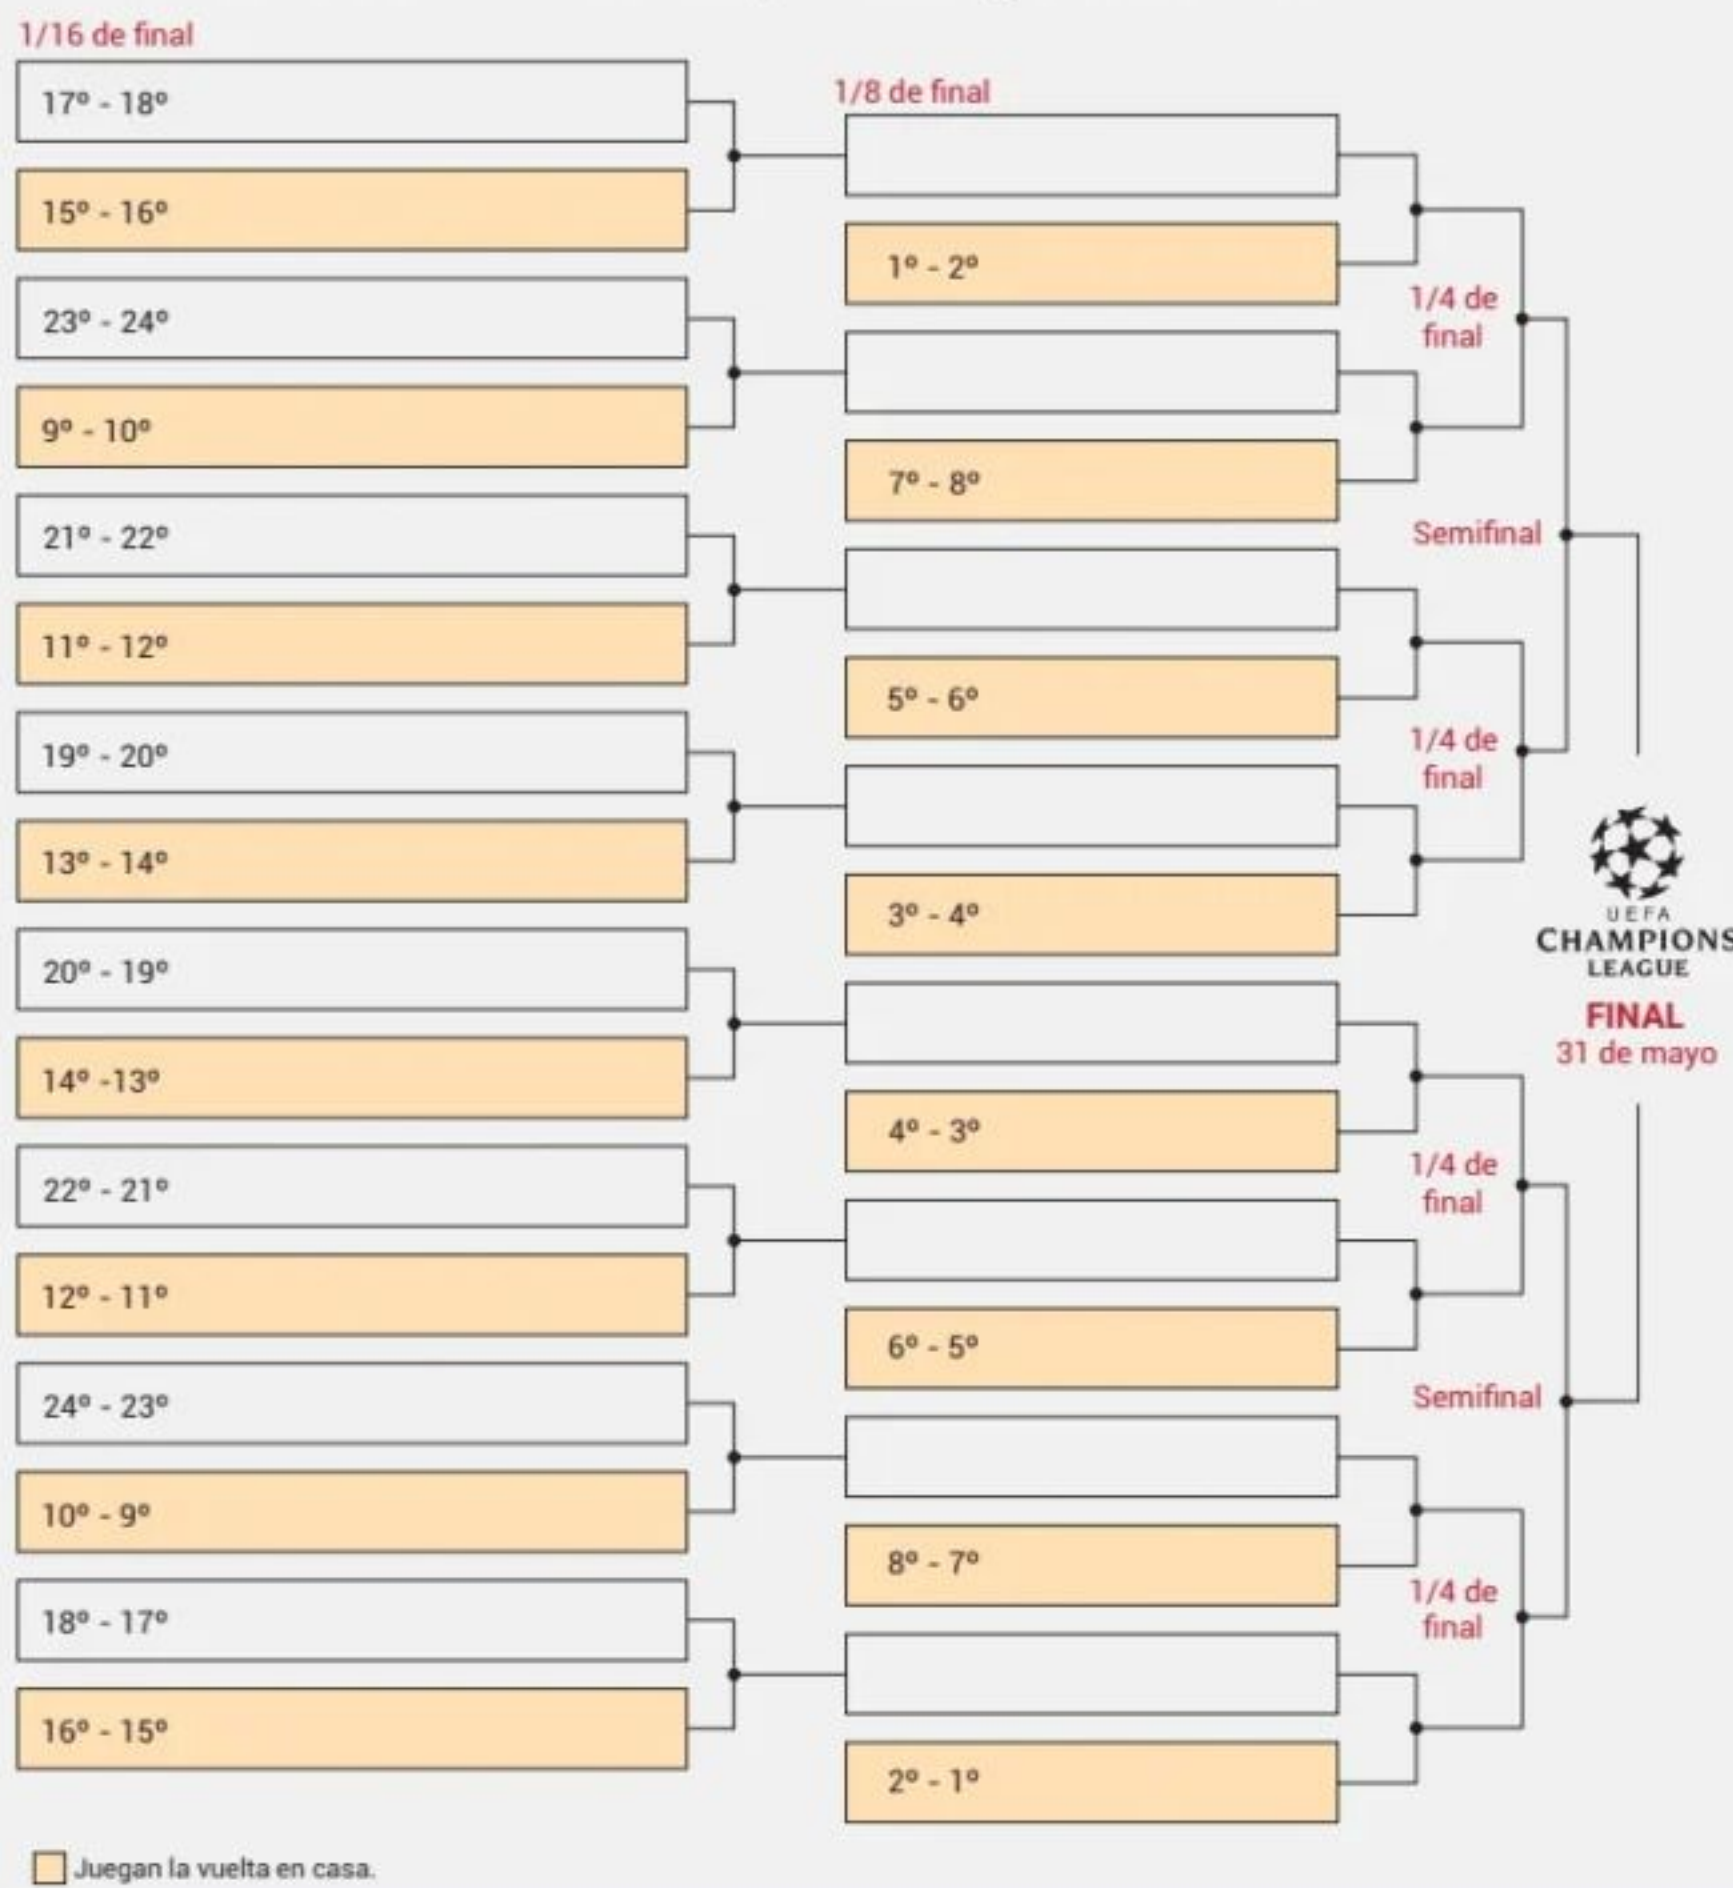 1/16 de final
17º - 18º
15º - 16º
23º - 24º
9º - 10º
21º - 22º
11º - 12º
19º - 20º
13º - 14º
20º - 19º
14º -13º
22º - 21º
12º - 11º
24º - 23º
10º - 9º
18º - 17º
16º - 15º
1/8 de final
1º - 2º
7º - 8º
5º - 6º
3º - 4º
4º - 3º
6º - 5º
8º - 7º
2º - 1º
1/4 de
final
Semifinal
1/4 de
final
UEFA
CHAMPIONS
LEAGUE
FINAL
31 de mayo
1/4 de
final
Semifinal
1/4 de
final
Juegan la vuelta en casa.